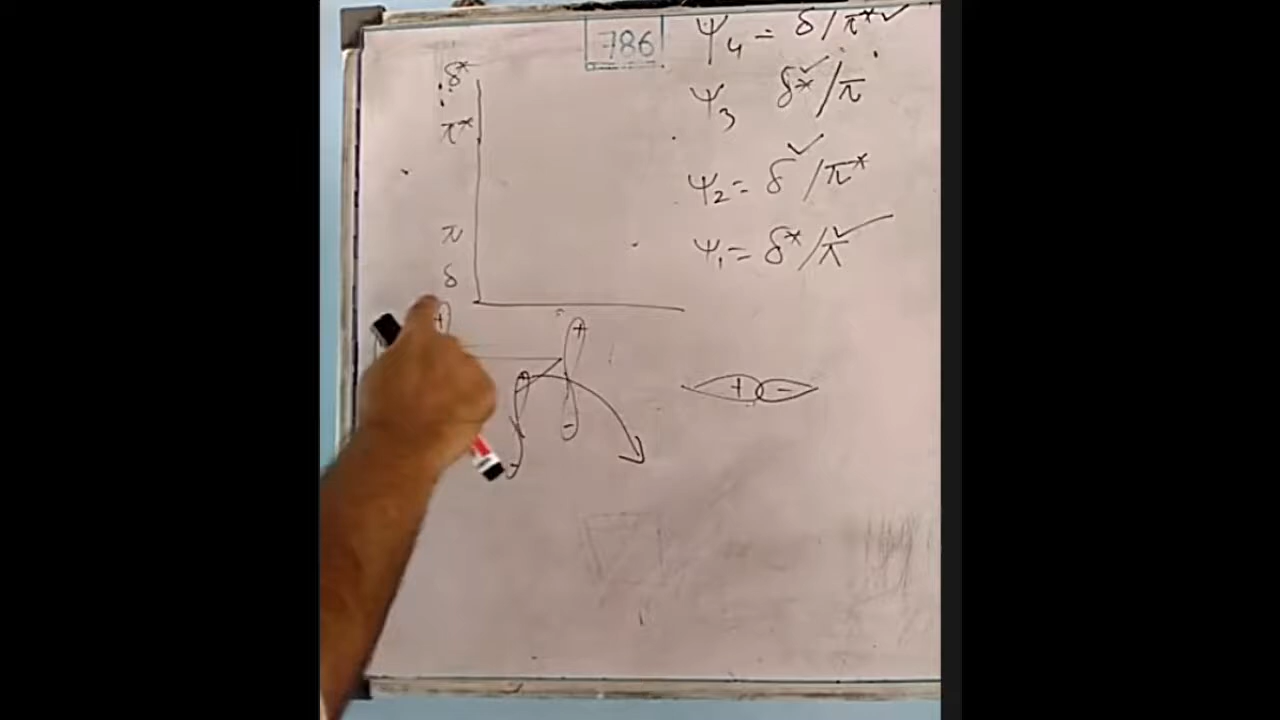 786
ψ₄ = δ/π* ✓
ψ₃ δ*✓/π
ψ₂ = δ✓/π*
ψ₁ = δ*/π✓
δ*
π*
π
δ
+
+
-
+ -